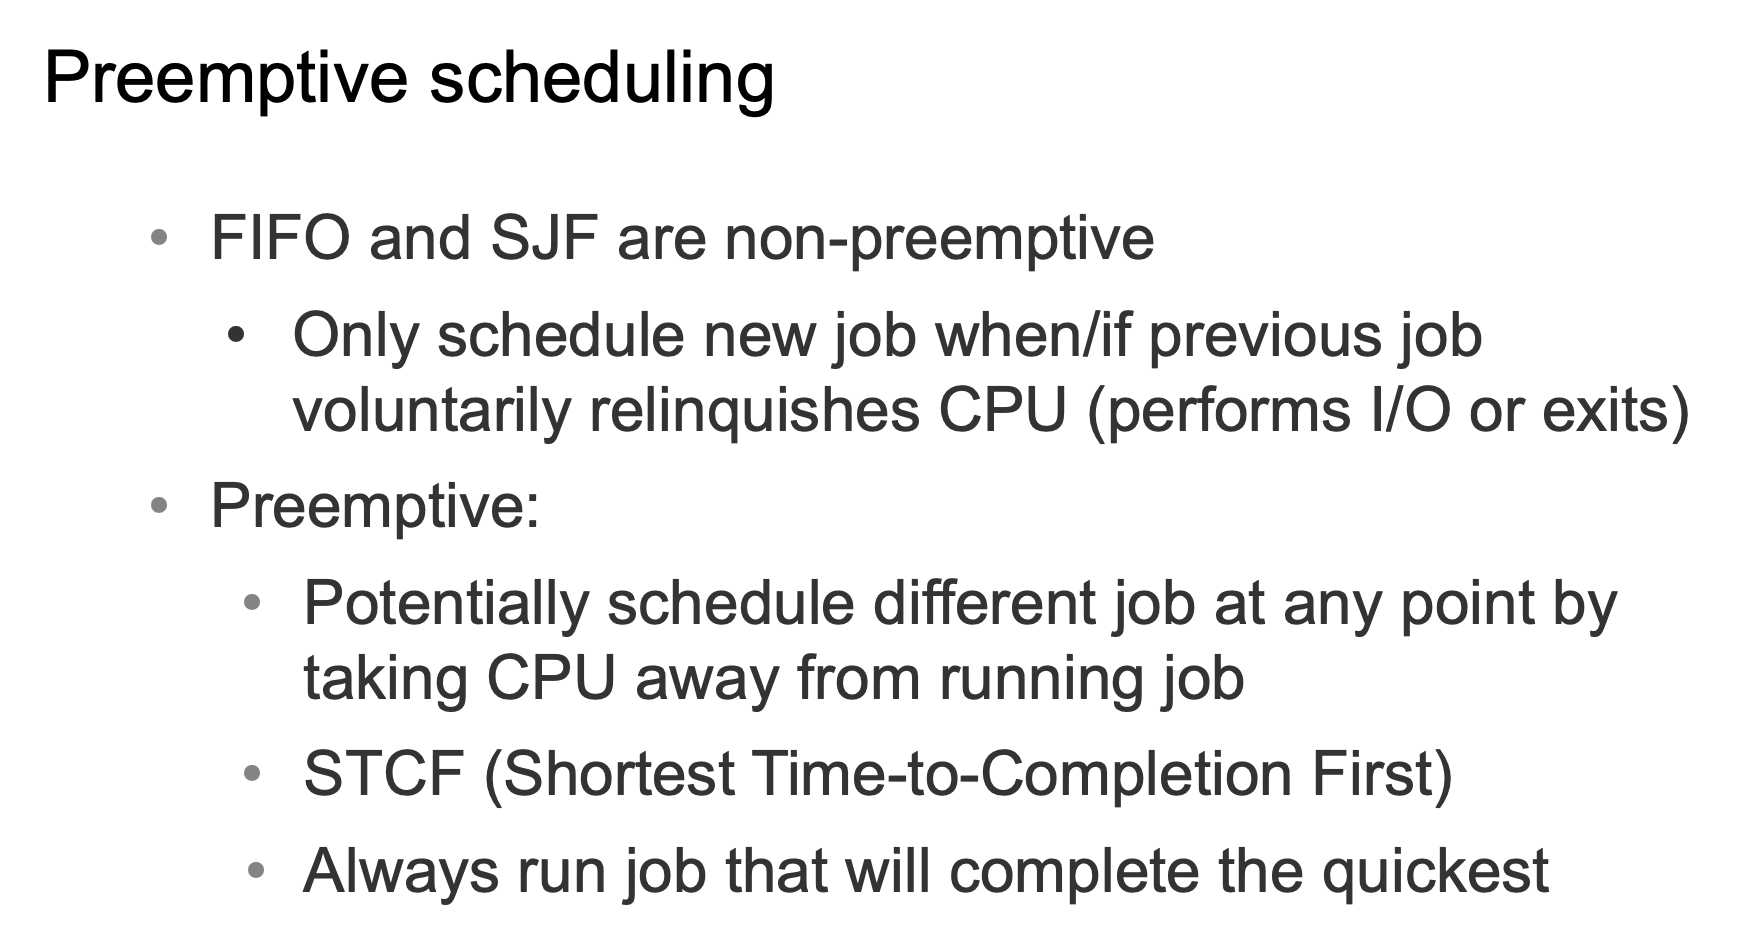 Preemptive scheduling
• FIFO and SJF are non-preemptive
• Only schedule new job when/if previous job
voluntarily relinquishes CPU (performs I/O or exits)
• Preemptive:
• Potentially schedule different job at any point by
taking CPU away from running job
• STCF (Shortest Time-to-Completion First)
• Always run job that will complete the quickest